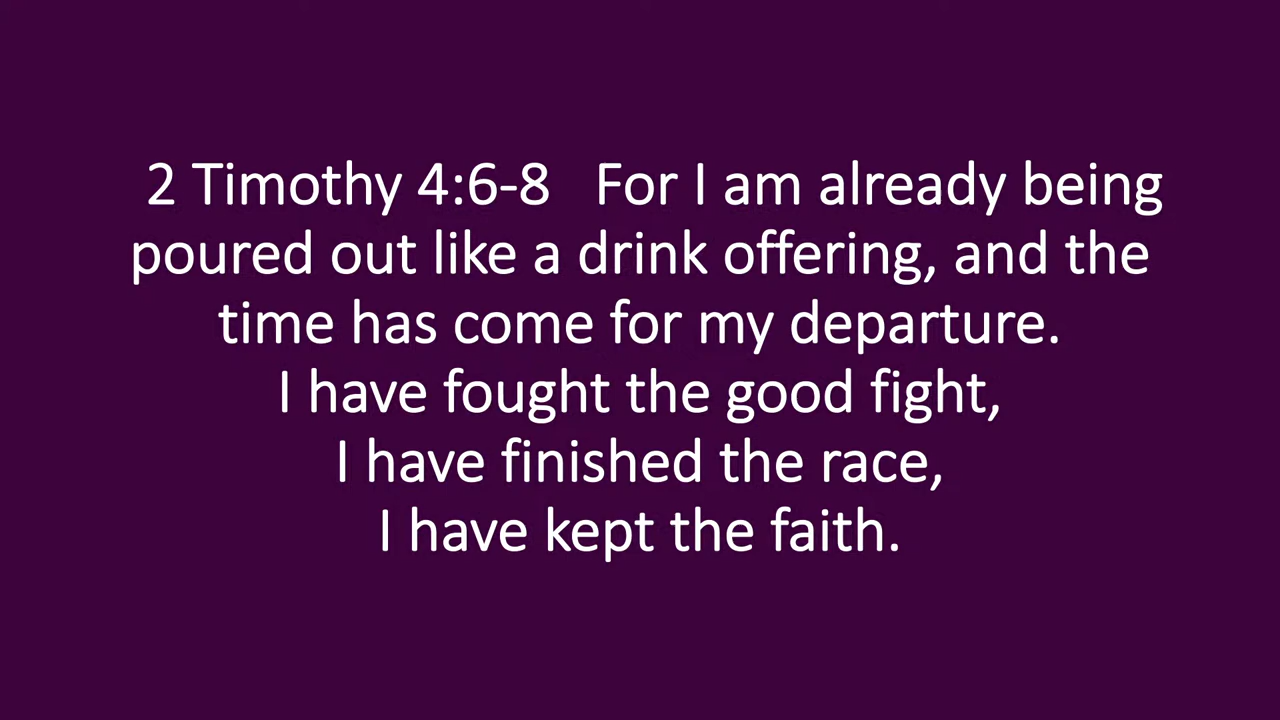 2 Timothy 4:6-8   For I am already being
poured out like a drink offering, and the
time has come for my departure.
I have fought the good fight,
I have finished the race,
I have kept the faith.